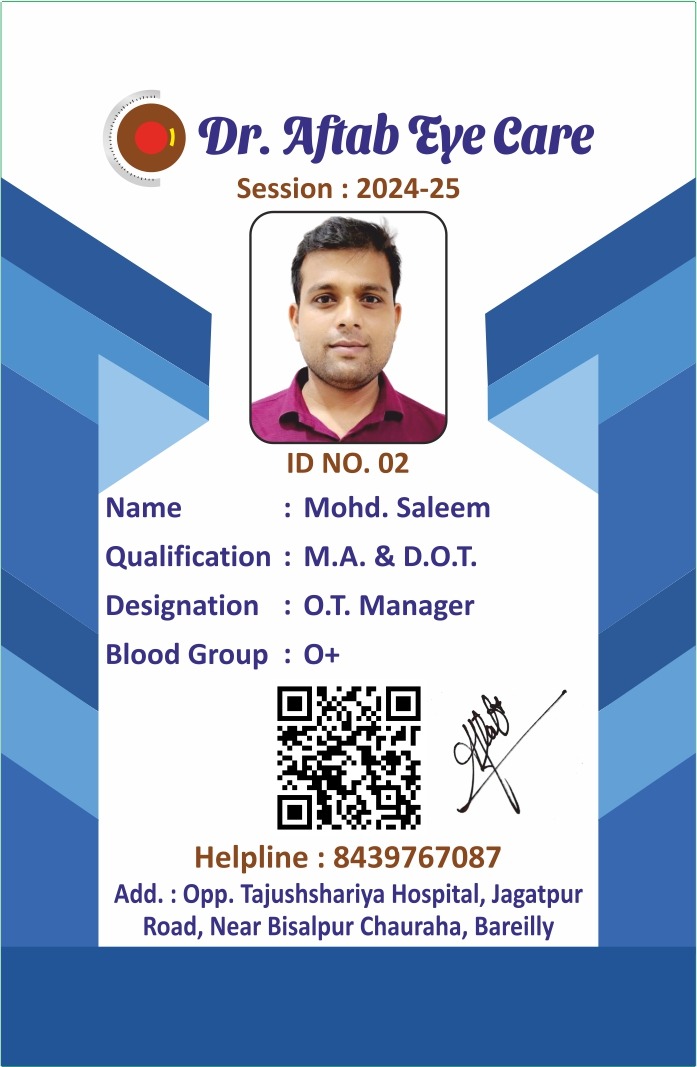 Dr. Aftab Eye Care
Session : 2024-25
ID NO. 02
Name : Mohd. Saleem
Qualification : M.A. & D.O.T.
Designation : O.T. Manager
Blood Group : O+
Helpline : 8439767087
Add. : Opp. Tajushshariya Hospital, Jagatpur
Road, Near Bisalpur Chauraha, Bareilly